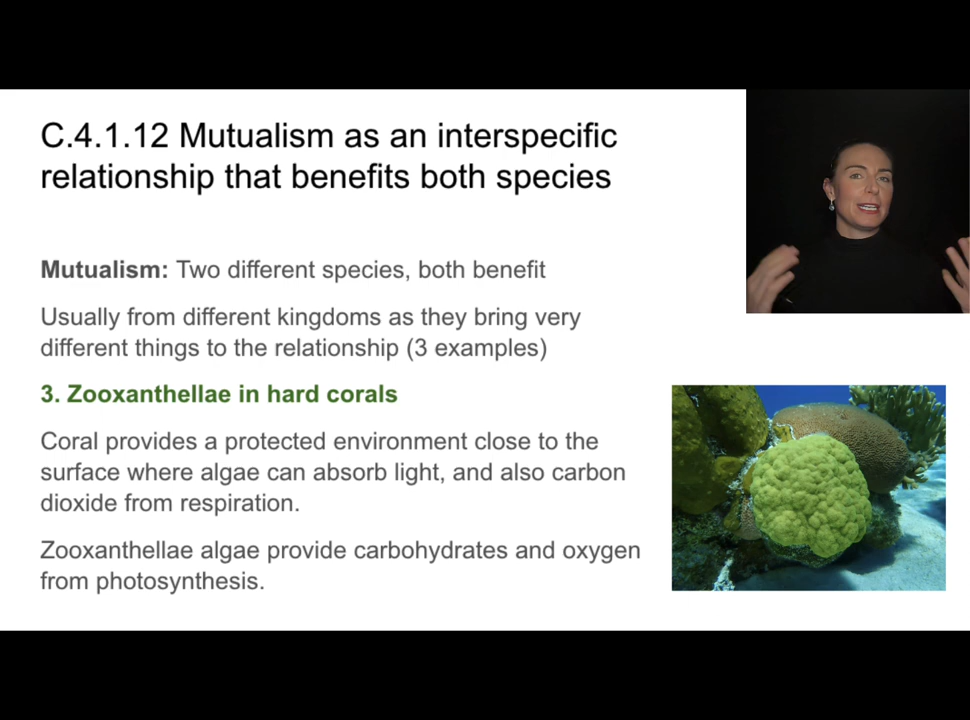 C.4.1.12 Mutualism as an interspecific
relationship that benefits both species
Mutualism: Two different species, both benefit
Usually from different kingdoms as they bring very
different things to the relationship (3 examples)
3. Zooxanthellae in hard corals
Coral provides a protected environment close to the
surface where algae can absorb light, and also carbon
dioxide from respiration.
Zooxanthellae algae provide carbohydrates and oxygen
from photosynthesis.